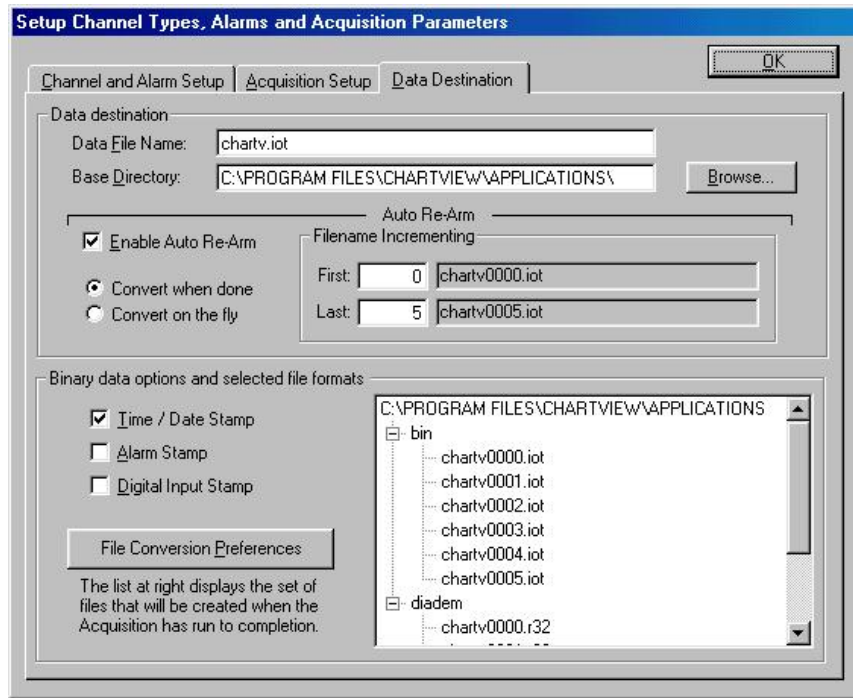 Setup Channel Types, Alarms and Acquisition Parameters
OK
Channel and Alarm Setup
Acquisition Setup
Data Destination
Data destination
Data File Name:
chartv.iot
Base Directory:
C:\PROGRAM FILES\CHARTVIEW\APPLICATIONS\
Browse...
Auto Re-Arm
Enable Auto Re-Arm
Filename Incrementing
Convert when done
Convert on the fly
First:
0
chartv0000.iot
Last:
5
chartv0005.iot
Binary data options and selected file formats
Time / Date Stamp
Alarm Stamp
Digital Input Stamp
File Conversion Preferences
The list at right displays the set of
files that will be created when the
Acquisition has run to completion.
C:\PROGRAM FILES\CHARTVIEW\APPLICATIONS
bin
chartv0000.iot
chartv0001.iot
chartv0002.iot
chartv0003.iot
chartv0004.iot
chartv0005.iot
diadem
chartv0000.r32